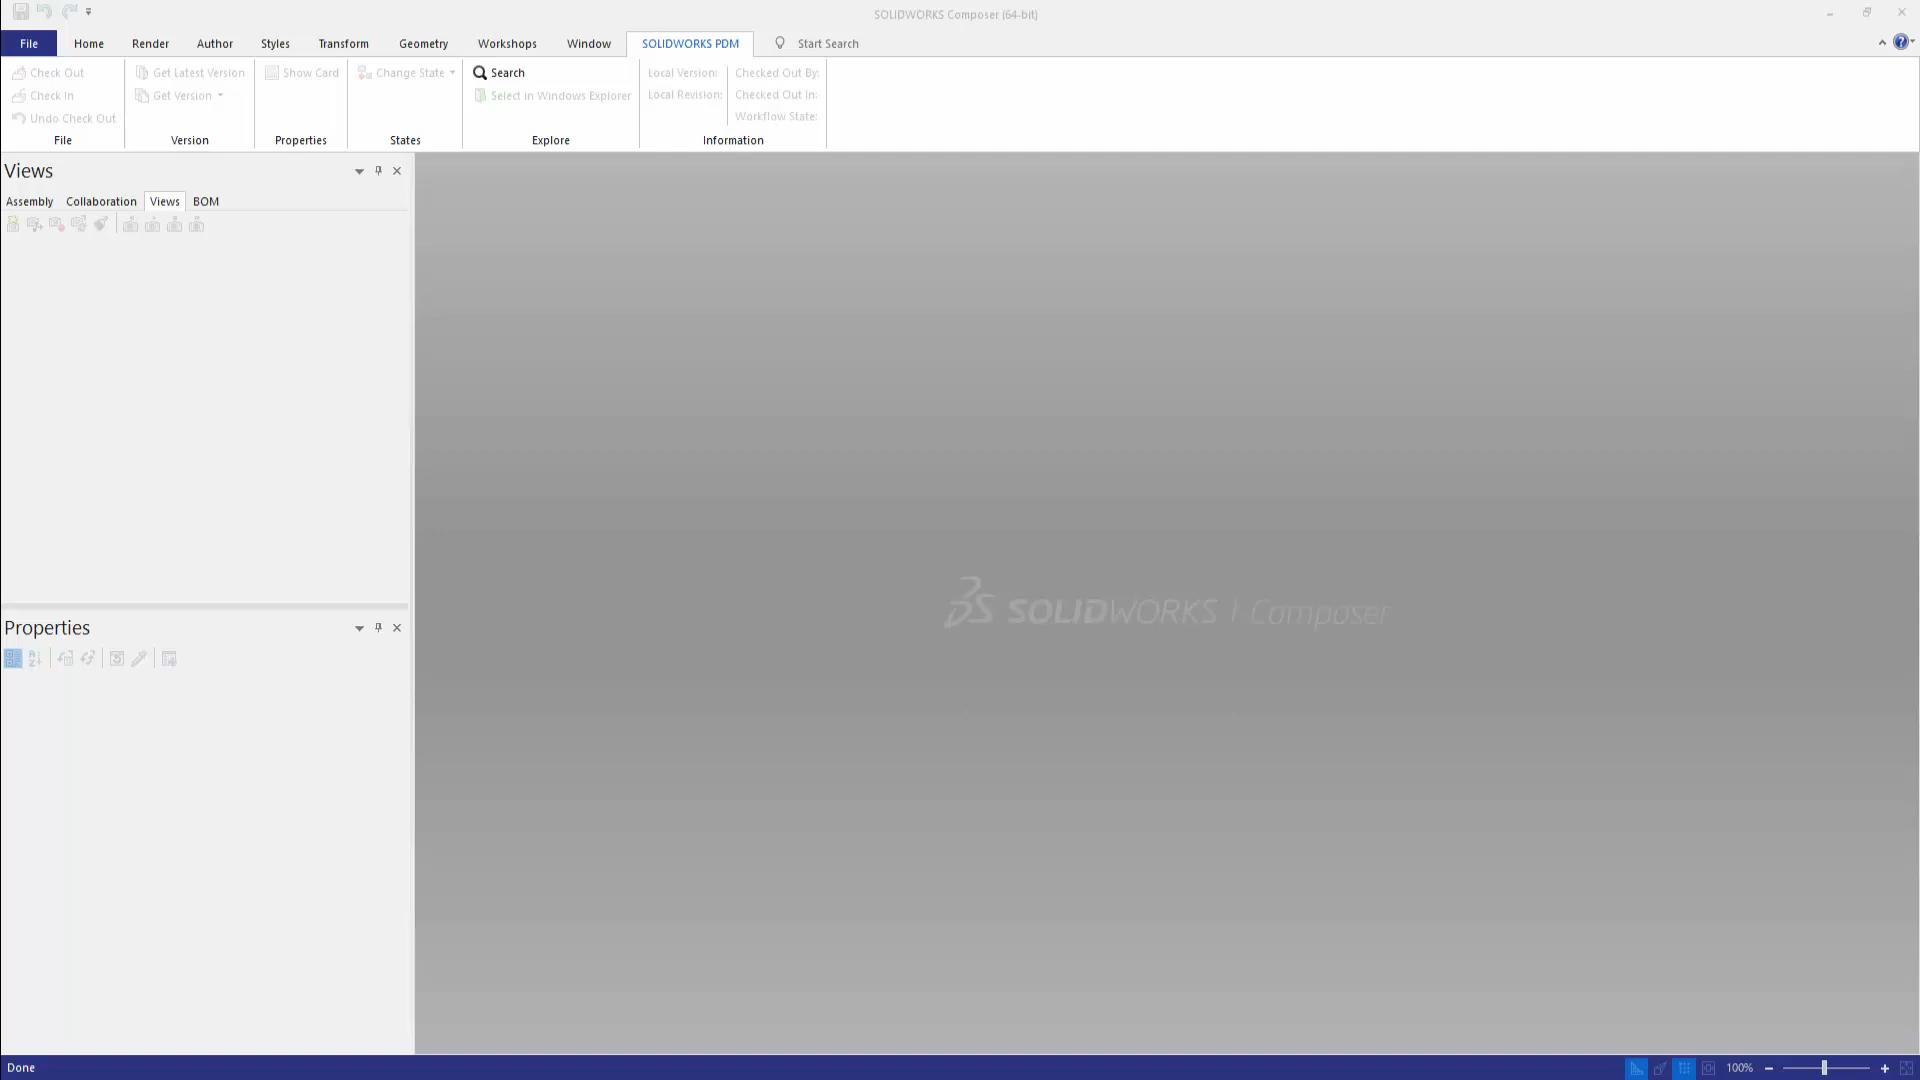 SOLIDWORKS Composer (64-bit)
File Home Render Author Styles Transform Geometry Workshops Window SOLIDWORKS PDM Start Search
Check Out Get Latest Version Show Card Change State Search Local Version: Checked Out By:
Check In Get Version Select in Windows Explorer Local Revision: Checked Out In:
Undo Check Out Workflow State:
File Version Properties States Explore Information
Views
Assembly Collaboration Views BOM
SOLIDWORKS | Composer
Properties
Done 100%